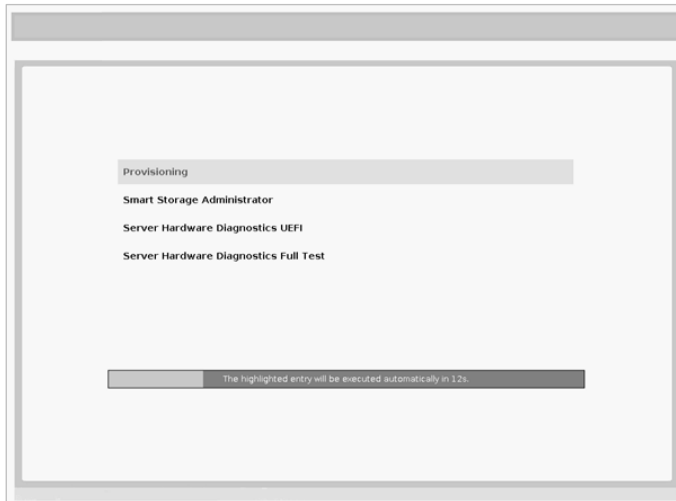 Provisioning
Smart Storage Administrator
Server Hardware Diagnostics UEFI
Server Hardware Diagnostics Full Test
The highlighted entry will be executed automatically in 12s.